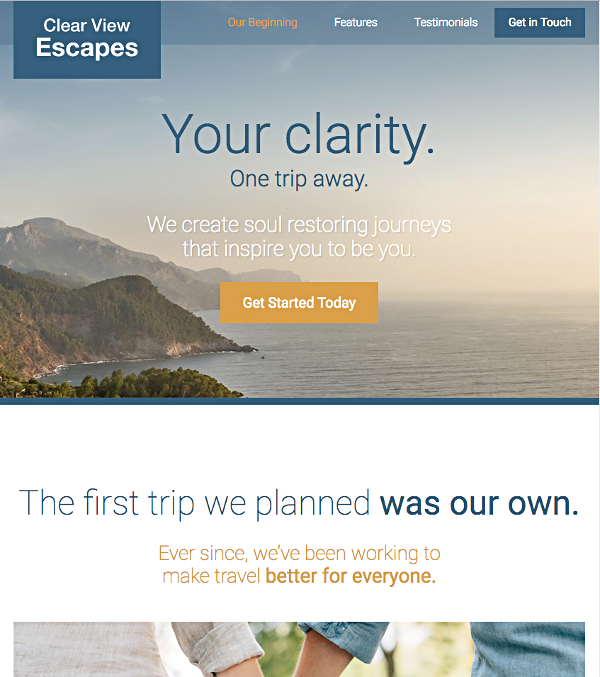 Clear View
Escapes
Our Beginning
Features
Testimonials
Get in Touch
Your clarity.
One trip away.
We create soul restoring journeys
that inspire you to be you.
Get Started Today
The first trip we planned was our own.
Ever since, we've been working to
make travel better for everyone.